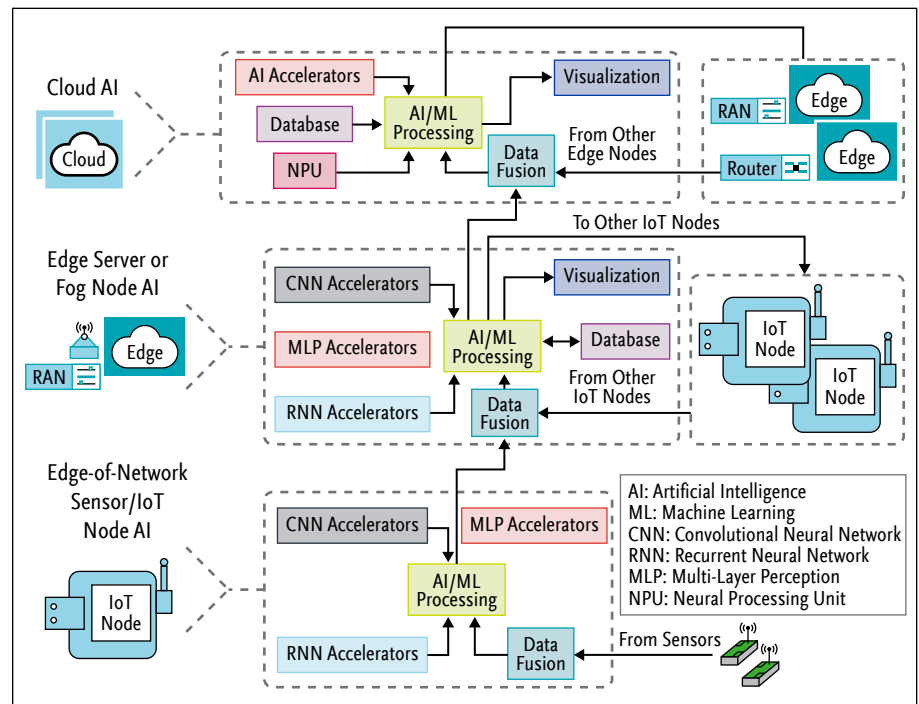 Cloud AI
Cloud
AI Accelerators
Database
NPU
AI/ML
Processing
Visualization
Data
Fusion
From Other
Edge Nodes
RAN
Edge
Router
Edge
To Other IoT Nodes
Edge Server or
Fog Node AI
RAN
Edge
CNN Accelerators
MLP Accelerators
RNN Accelerators
AI/ML
Processing
Visualization
Database
Data
Fusion
From Other
IoT Nodes
IoT
Node
IoT
Node
Edge-of-Network
Sensor/IoT
Node AI
IoT
Node
CNN Accelerators
MLP Accelerators
AI/ML
Processing
RNN Accelerators
Data
Fusion
From Sensors
AI: Artificial Intelligence
ML: Machine Learning
CNN: Convolutional Neural Network
RNN: Recurrent Neural Network
MLP: Multi-Layer Perception
NPU: Neural Processing Unit